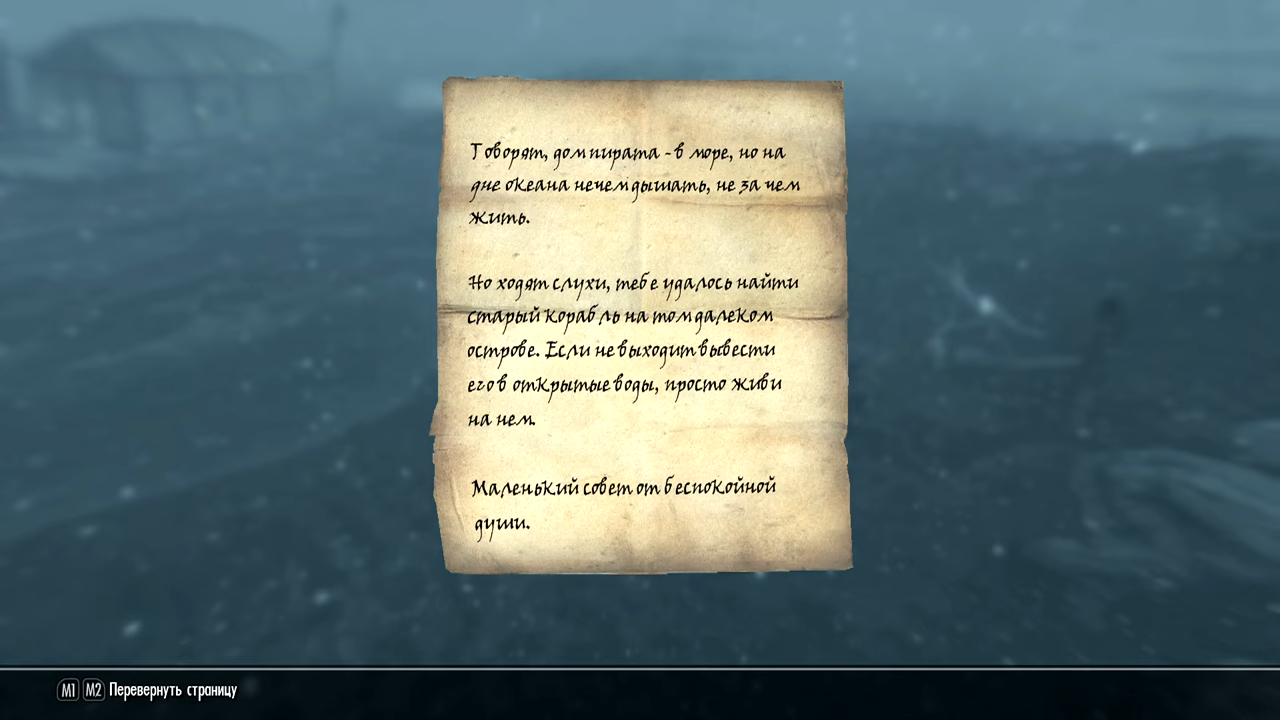 Говорят, дом пирата - в море, но на
дне океана нечем дышать, не за чем
жить.
Но ходят слухи, тебе удалось найти
старый корабль на том далеком
острове. Если не выходит вывести
его в открытые воды, просто живи
на нем.
Маленький совет от беспокойной
души.
M1 M2 Перевернуть страницу